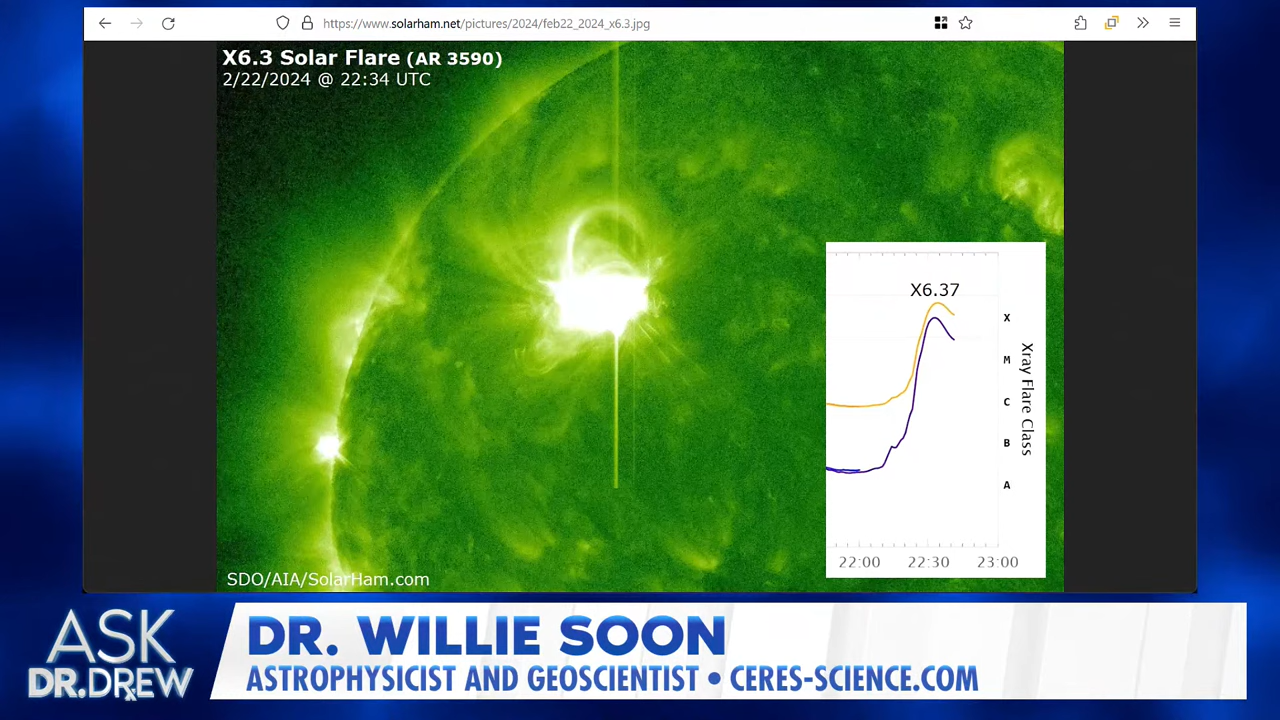 https://www.solarham.net/pictures/2024/feb22_2024_x6.3.jpg
X6.3 Solar Flare (AR 3590)
2/22/2024 @ 22:34 UTC
X6.37
X
M
C
B
A
Xray Flare Class
22:00 22:30 23:00
SDO/AIA/SolarHam.com
ASK
DR.DREW
DR. WILLIE SOON
ASTROPHYSICIST AND GEOSCIENTIST • CERES-SCIENCE.COM